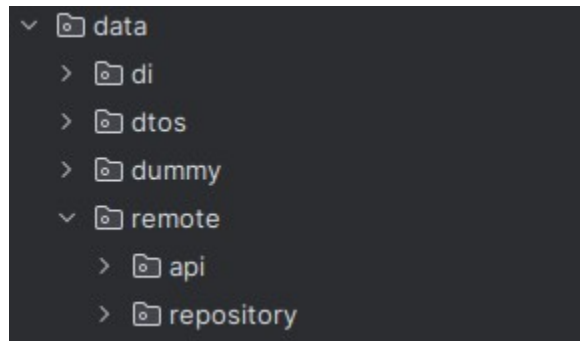 data
di
dtos
dummy
remote
api
repository